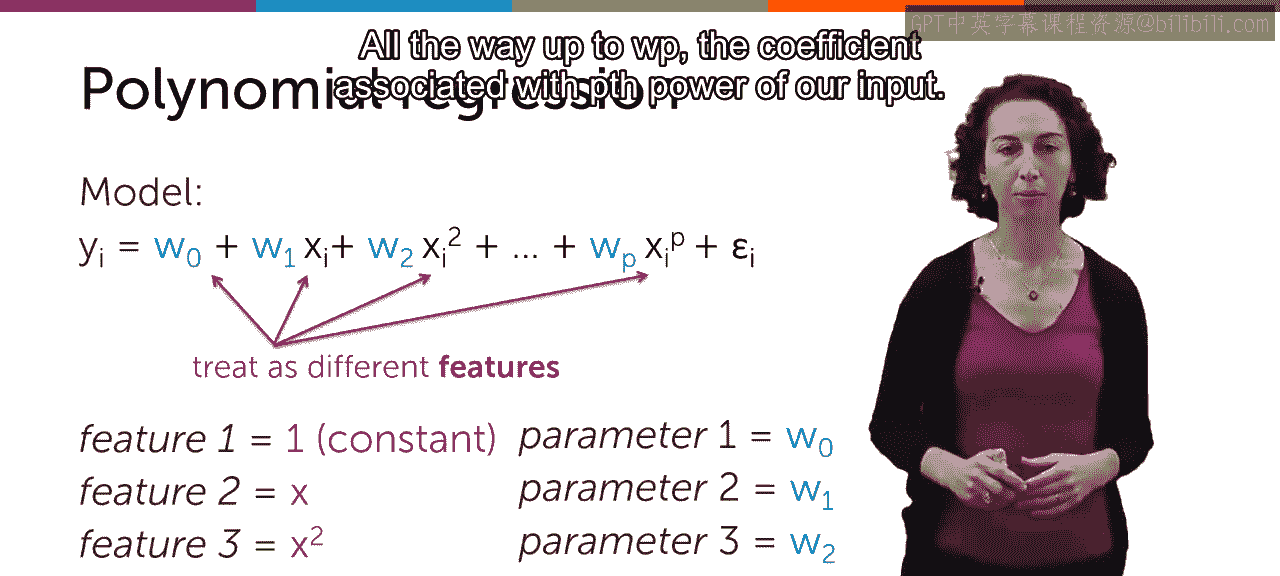 GPT中英字幕课程资源@bilibili.com
All the way up to wp, the coefficient
associated with pth power of our input.
Polynomial regression
Model:
yᵢ = w₀ + w₁ xᵢ+ w₂ xᵢ² + ... + wₚ xᵢᵖ + εᵢ
treat as different features
feature 1 = 1 (constant) parameter 1 = w₀
feature 2 = x parameter 2 = w₁
feature 3 = x² parameter 3 = w₂